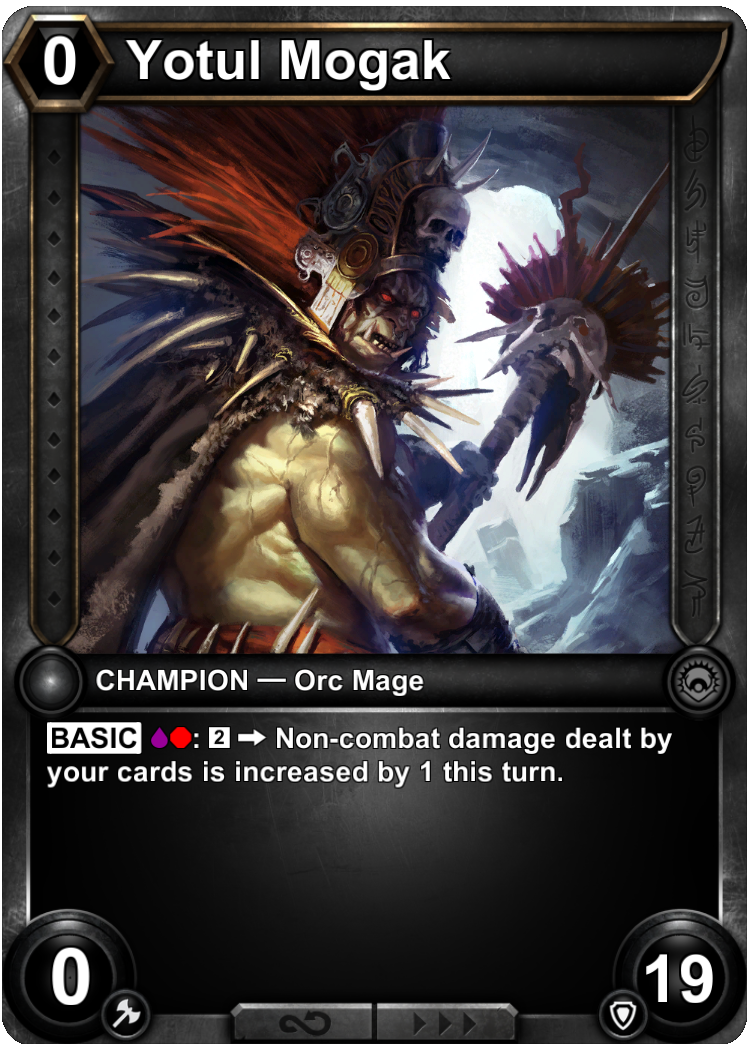 0 Yotul Mogak
CHAMPION — Orc Mage
BASIC : 2 → Non-combat damage dealt by
your cards is increased by 1 this turn.
0 19